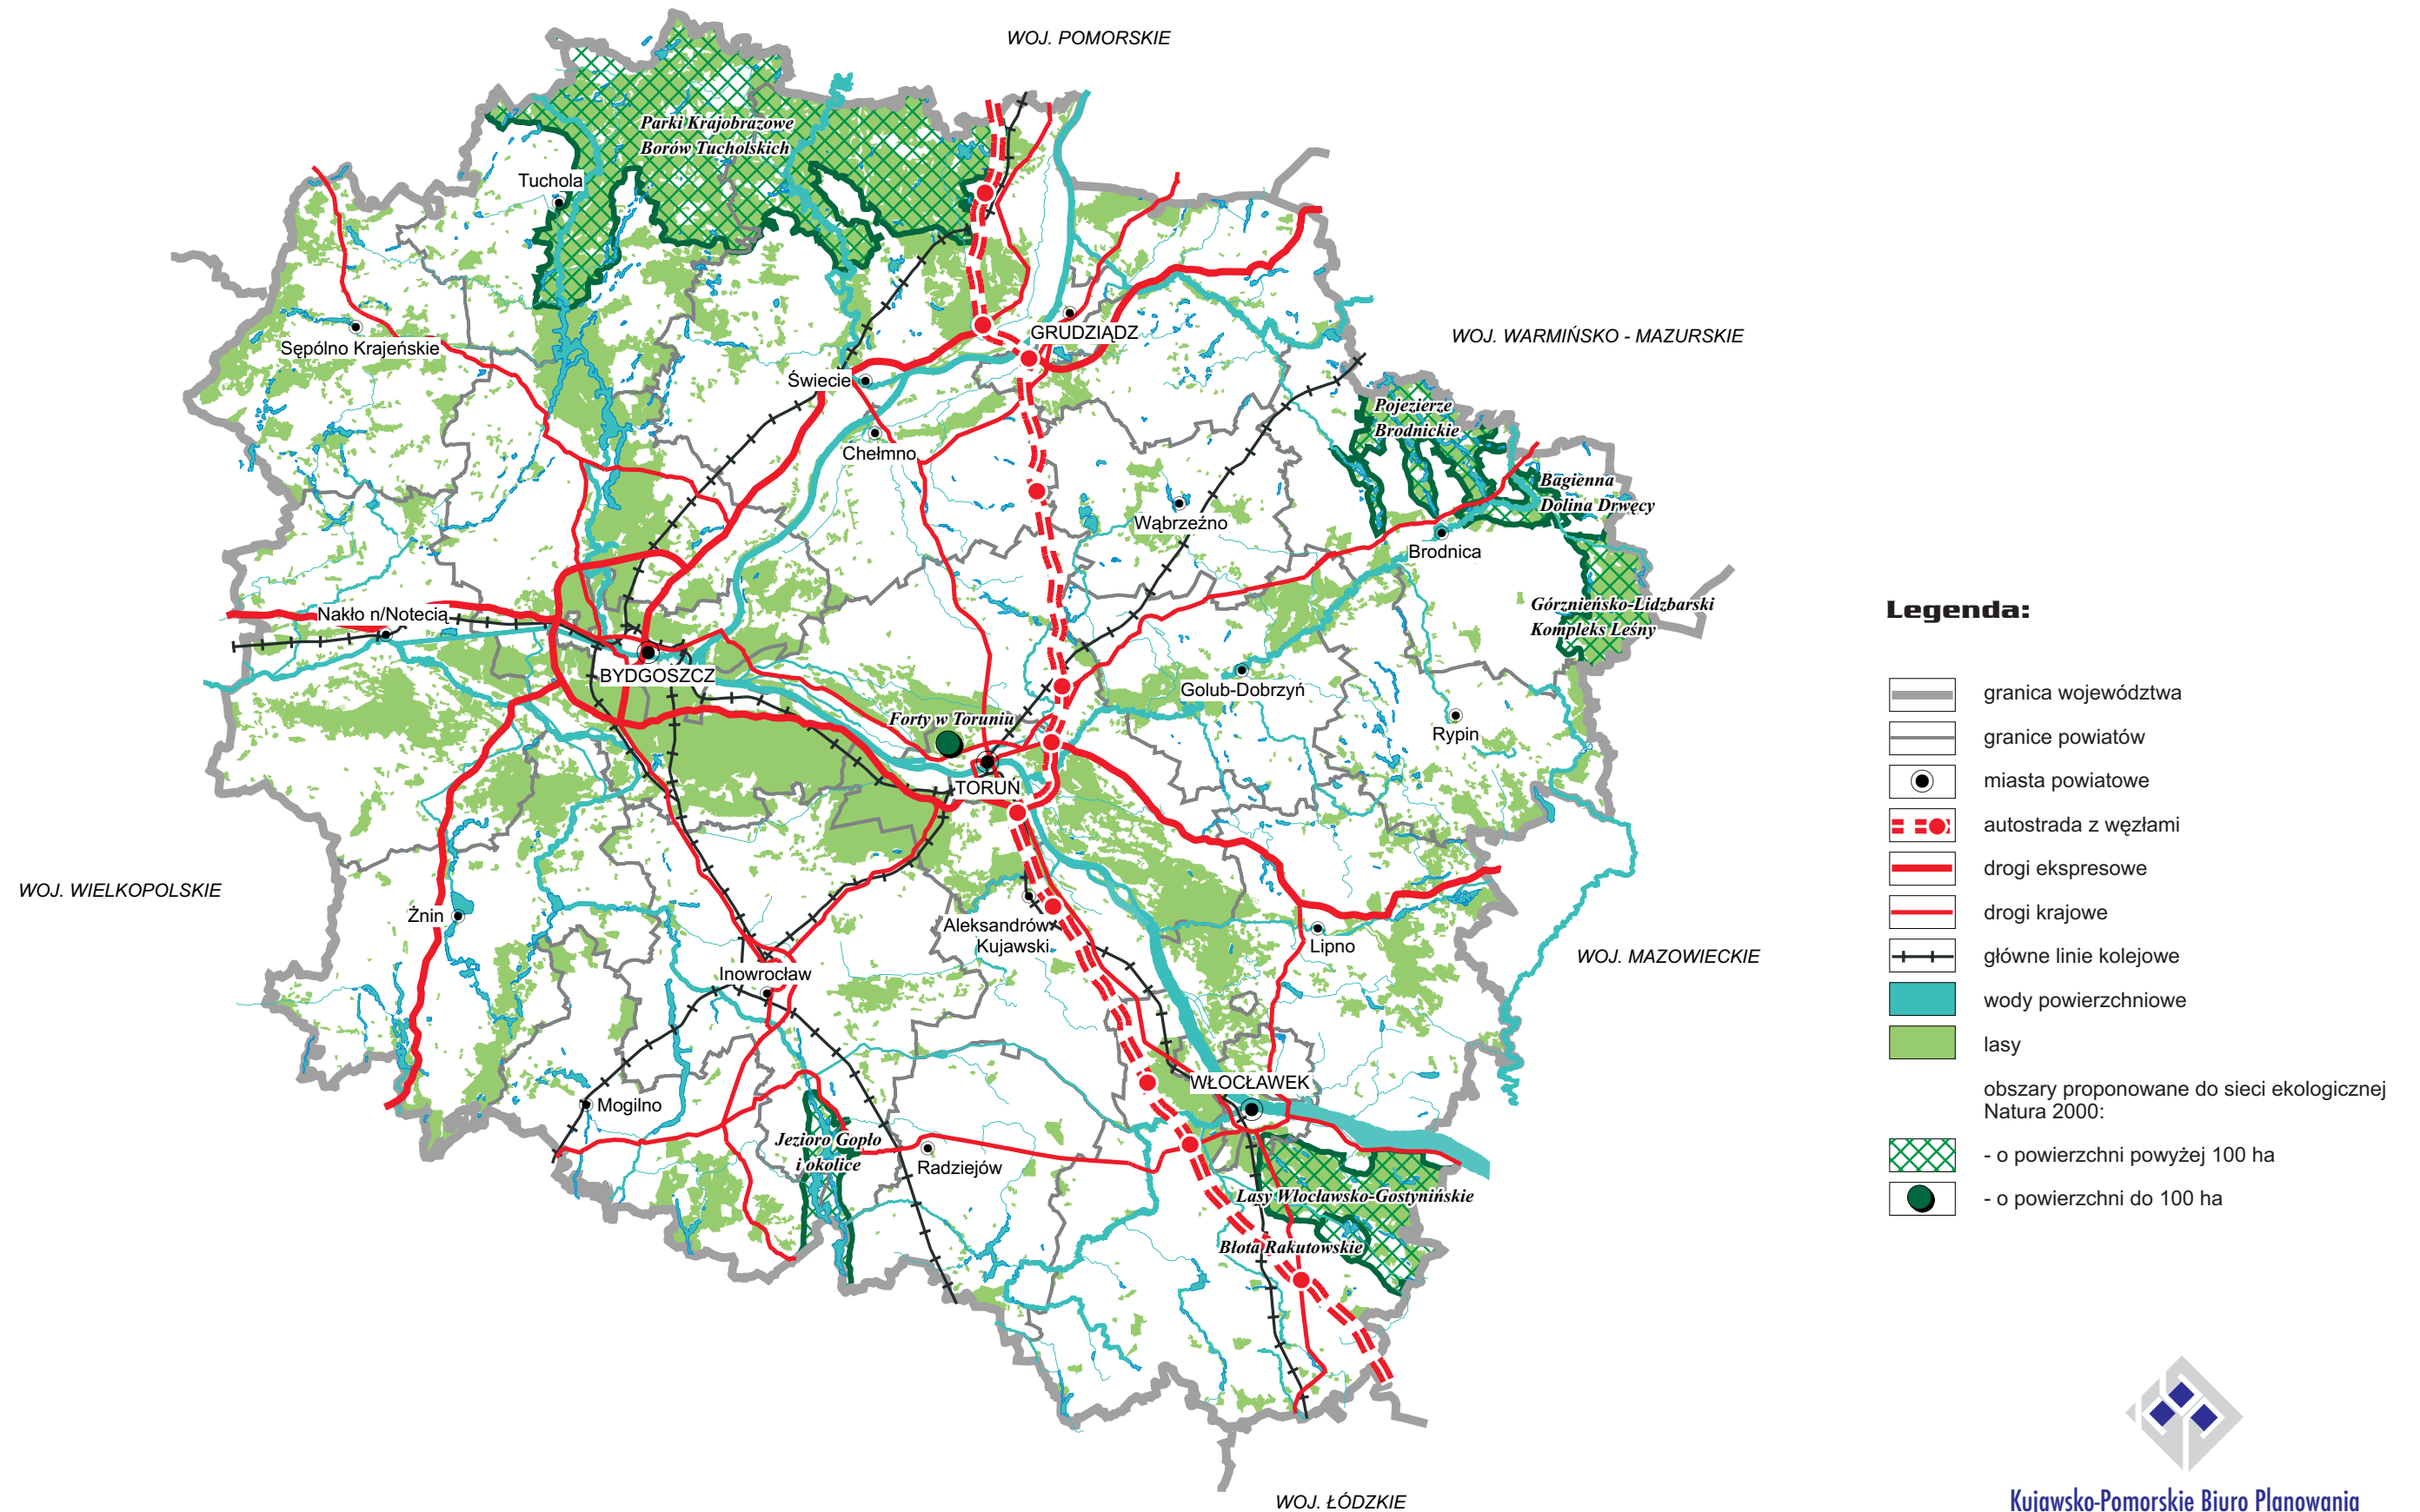 WOJ. POMORSKIE
Parki Krajobrazowe
Borów Tucholskich
Tuchola
GRUDZIĄDZ
WOJ. WARMIŃSKO - MAZURSKIE
Sępólno Krajeńskie
Świecie
Pojezierze
Brodnickie
Chełmno
Bagienna
Dolina Drwęcy
Wąbrzeźno
Brodnica
Nakło n/Notecią
Górznieńsko-Lidzbarski
Kompleks Leśny
BYDGOSZCZ
Golub-Dobrzyń
Forty w Toruniu
Rypin
TORUŃ
WOJ. WIELKOPOLSKIE
Żnin
Aleksandrów
Kujawski
Lipno
WOJ. MAZOWIECKIE
Inowrocław
WŁOCŁAWEK
Mogilno
Jezioro Gopło
i okolice
Radziejów
Lasy Włocławsko-Gostynińskie
Błota Rakutowskie
WOJ. ŁÓDZKIE
Legenda:
granica województwa
granice powiatów
miasta powiatowe
autostrada z węzłami
drogi ekspresowe
drogi krajowe
główne linie kolejowe
wody powierzchniowe
lasy
obszary proponowane do sieci ekologicznej
Natura 2000:
- o powierzchni powyżej 100 ha
- o powierzchni do 100 ha
Kujawsko-Pomorskie Biuro Planowania